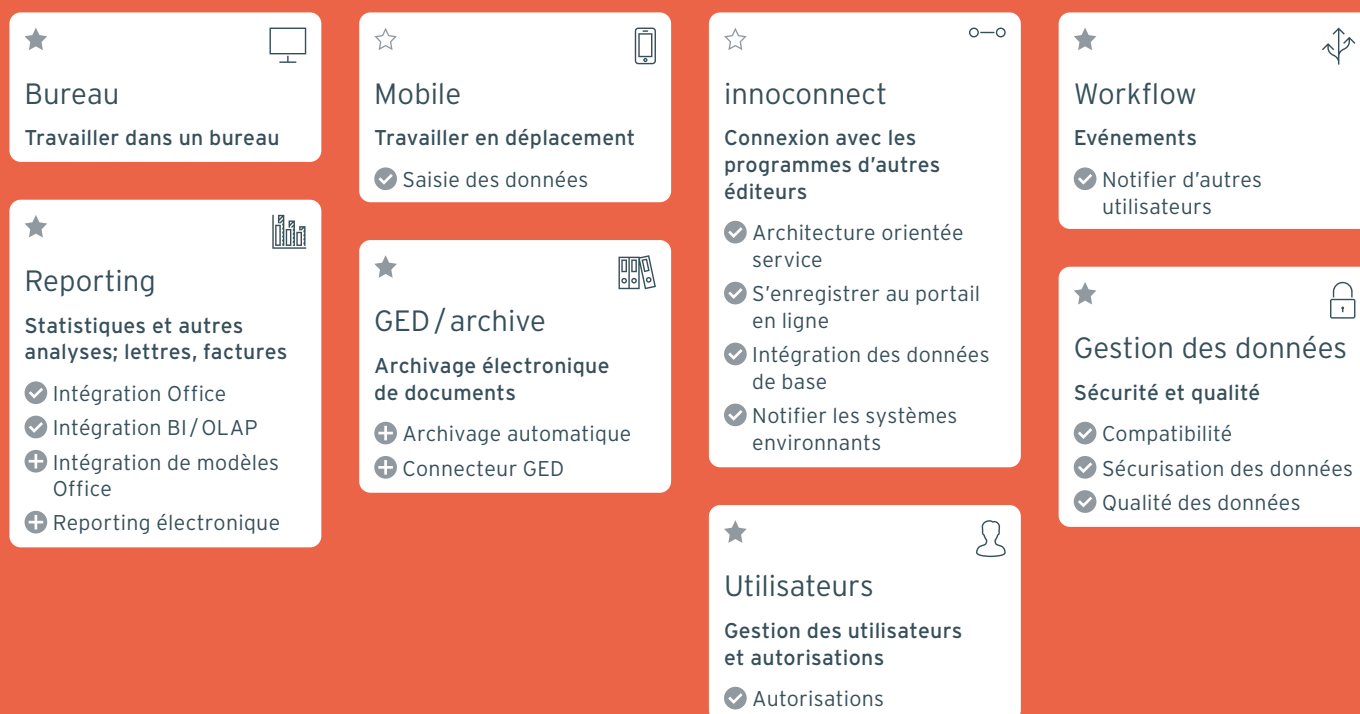 Bureau
Travailler dans un bureau
Reporting
Statistiques et autres
analyses; lettres, factures
Intégration Office
Intégration BI/OLAP
Intégration de modèles
Office
Reporting électronique
Mobile
Travailler en déplacement
Saisie des données
GED/archive
Archivage électronique
de documents
Archivage automatique
Connecteur GED
innoconnect
Connexion avec les
programmes d’autres
éditeurs
Architecture orientée
service
S’enregistrer au portail
en ligne
Intégration des données
de base
Notifier les systèmes
environnants
Utilisateurs
Gestion des utilisateurs
et autorisations
Autorisations
Workflow
Evénements
Notifier d’autres
utilisateurs
Gestion des données
Sécurité et qualité
Compatibilité
Sécurisation des données
Qualité des données